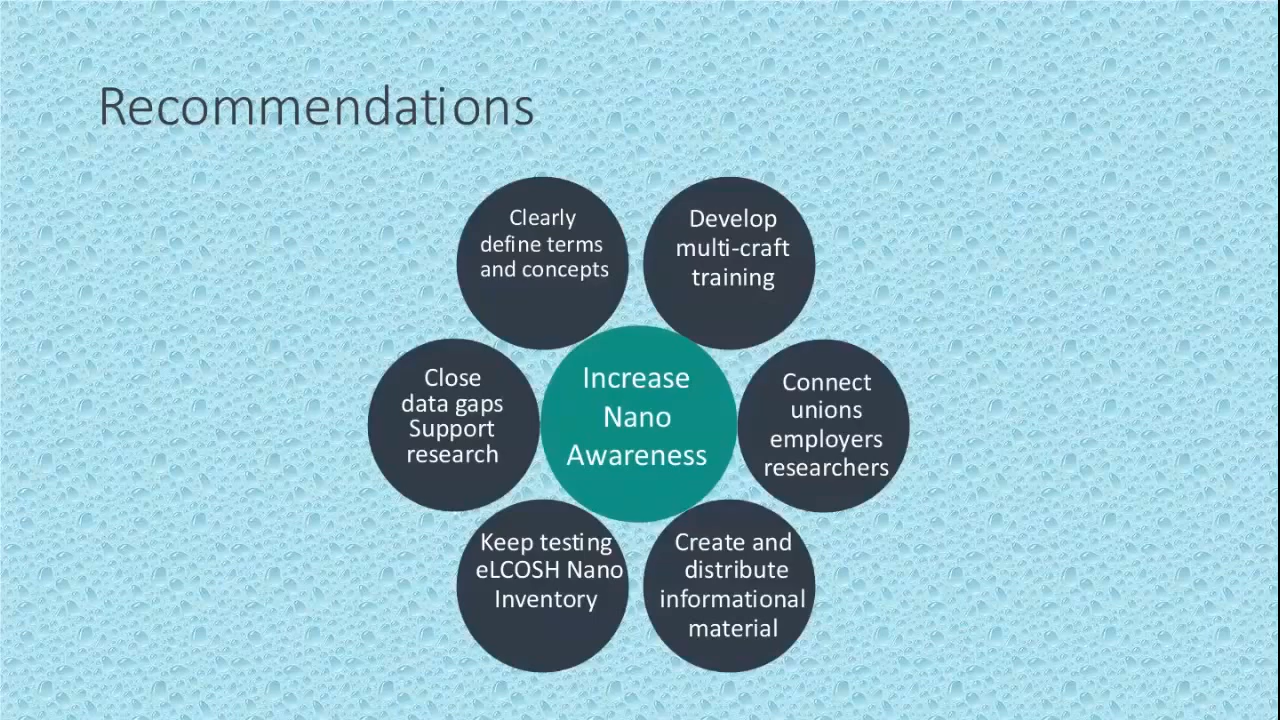 Recommendations
Clearly
define terms
and concepts
Develop
multi-craft
training
Close
data gaps
Support
research
Increase
Nano
Awareness
Connect
unions
employers
researchers
Keep testing
eLCOSH Nano
Inventory
Create and
distribute
informational
material